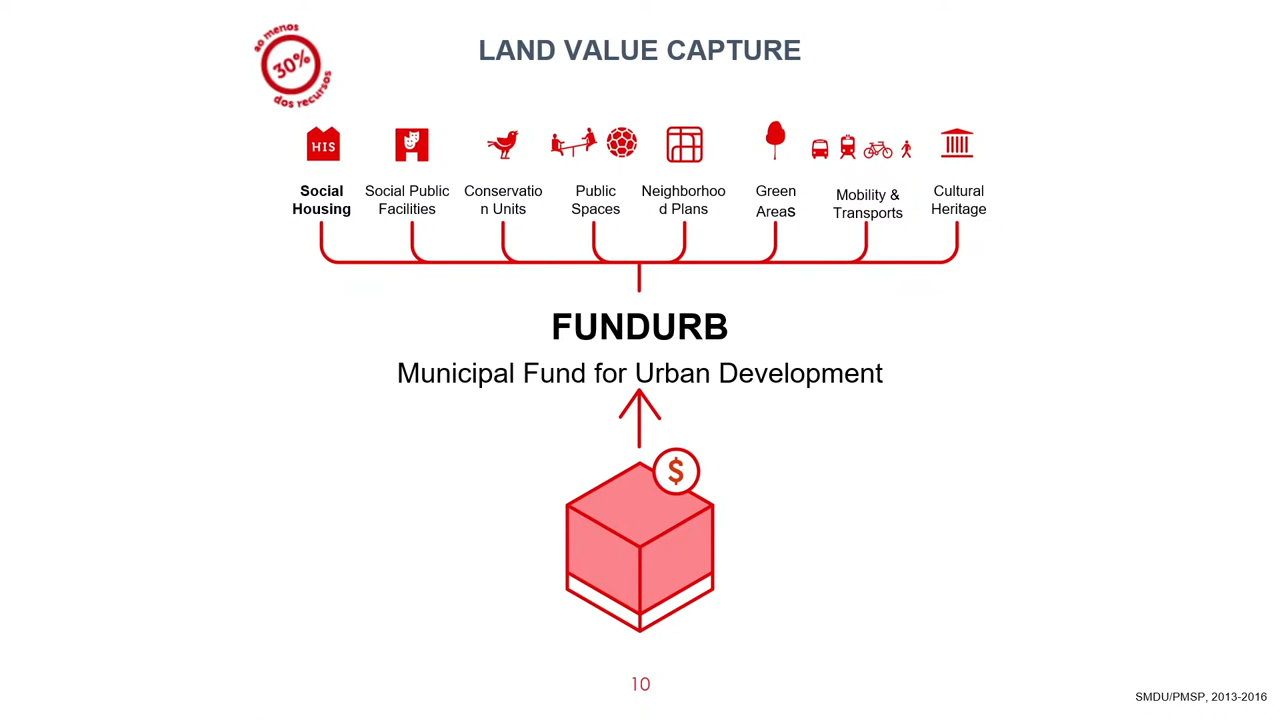 ao menos
30%
dos recursos
LAND VALUE CAPTURE
HIS
Social
Housing
Social Public
Facilities
Conservatio
n Units
Public
Spaces
Neighborhoo
d Plans
Green
Areas
Mobility &
Transports
Cultural
Heritage
FUNDURB
Municipal Fund for Urban Development
$
10
SMDU/PMSP, 2013-2016